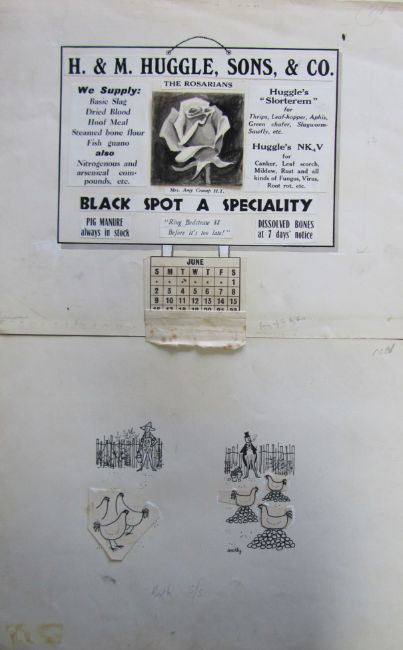 H. & M. HUGGLE, SONS, & CO.
THE ROSARIANS
We Supply:
Basic Slag
Dried Blood
Hoof Meal
Steamed bone flour
Fish guano
also
Nitrogenous and
arsenical com-
pounds, etc.
Mrs. Amy Crump H.T.
Huggle's
"Slorterem"
for
Thrips, Leaf-hopper, Aphis,
Green chafer, Slugworm-
Sawfly, etc.
Huggle's NK₄V
for
Canker, Leaf scorch,
Mildew, Rust and all
kinds of Fungus, Virus,
Root rot, etc.
BLACK SPOT A SPECIALITY
PIG MANURE
always in stock
"Ring Bedstraw 88
Before it's too late!"
DISSOLVED BONES
at 7 days' notice
JUNE
S M T W T F S
1
2 3 4 5 6 7 8
9 10 11 12 13 14 15